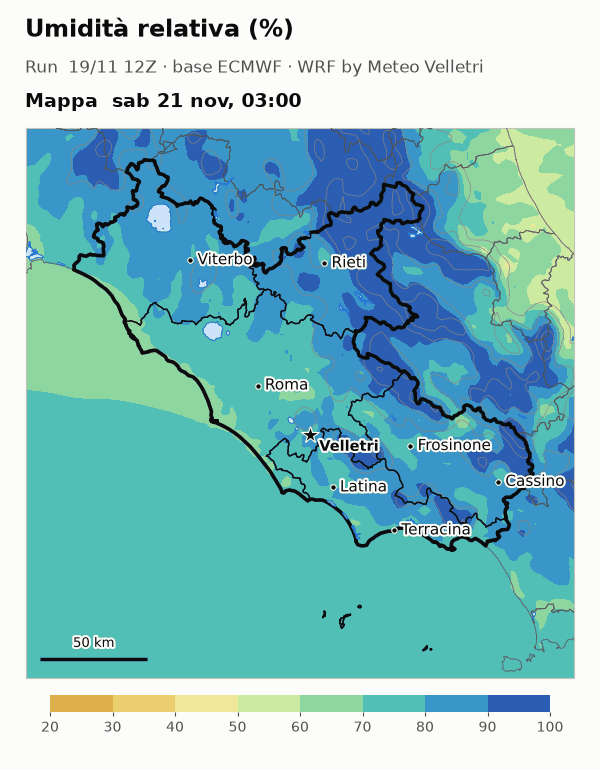 Umidità relativa (%)
Run  19/11 12Z · base ECMWF · WRF by Meteo Velletri
Mappa  sab 21 nov, 03:00
Viterbo
Rieti
Roma
Velletri
Frosinone
Cassino
Latina
Terracina
50 km
20 30 40 50 60 70 80 90 100